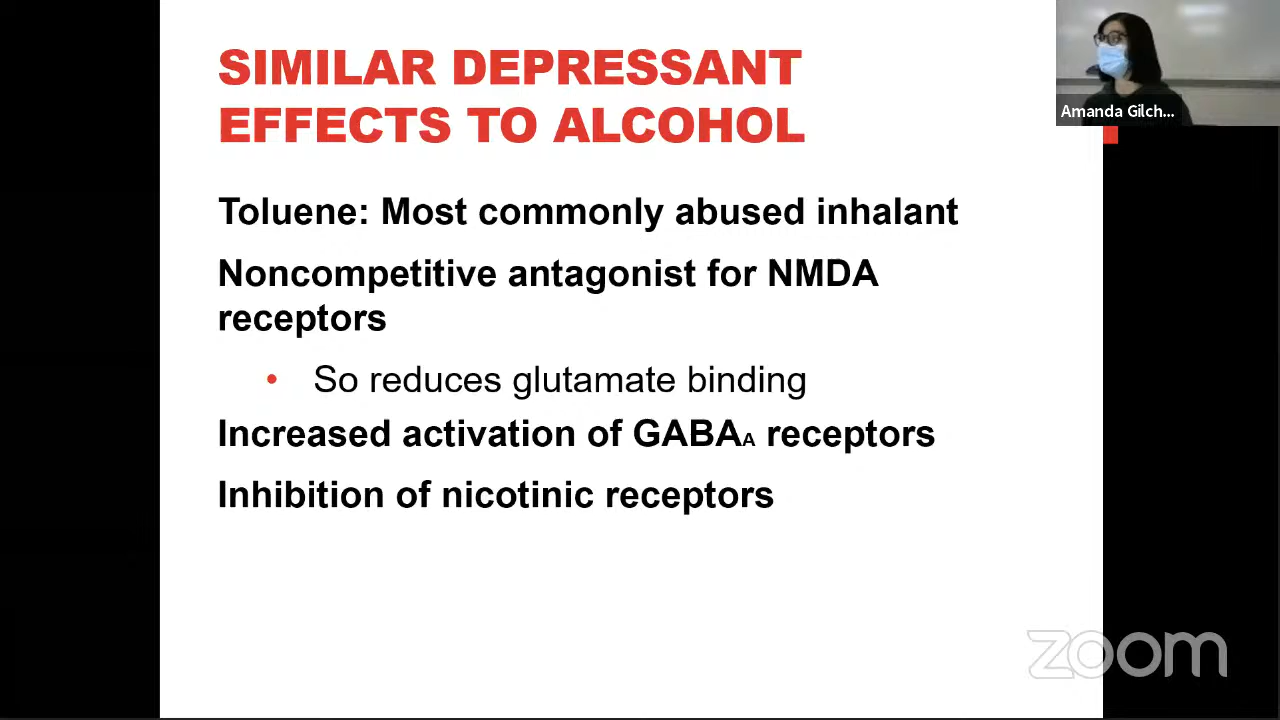 SIMILAR DEPRESSANT
EFFECTS TO ALCOHOL
Amanda Gilch...
Toluene: Most commonly abused inhalant
Noncompetitive antagonist for NMDA
receptors
• So reduces glutamate binding
Increased activation of GABAA receptors
Inhibition of nicotinic receptors
zoom